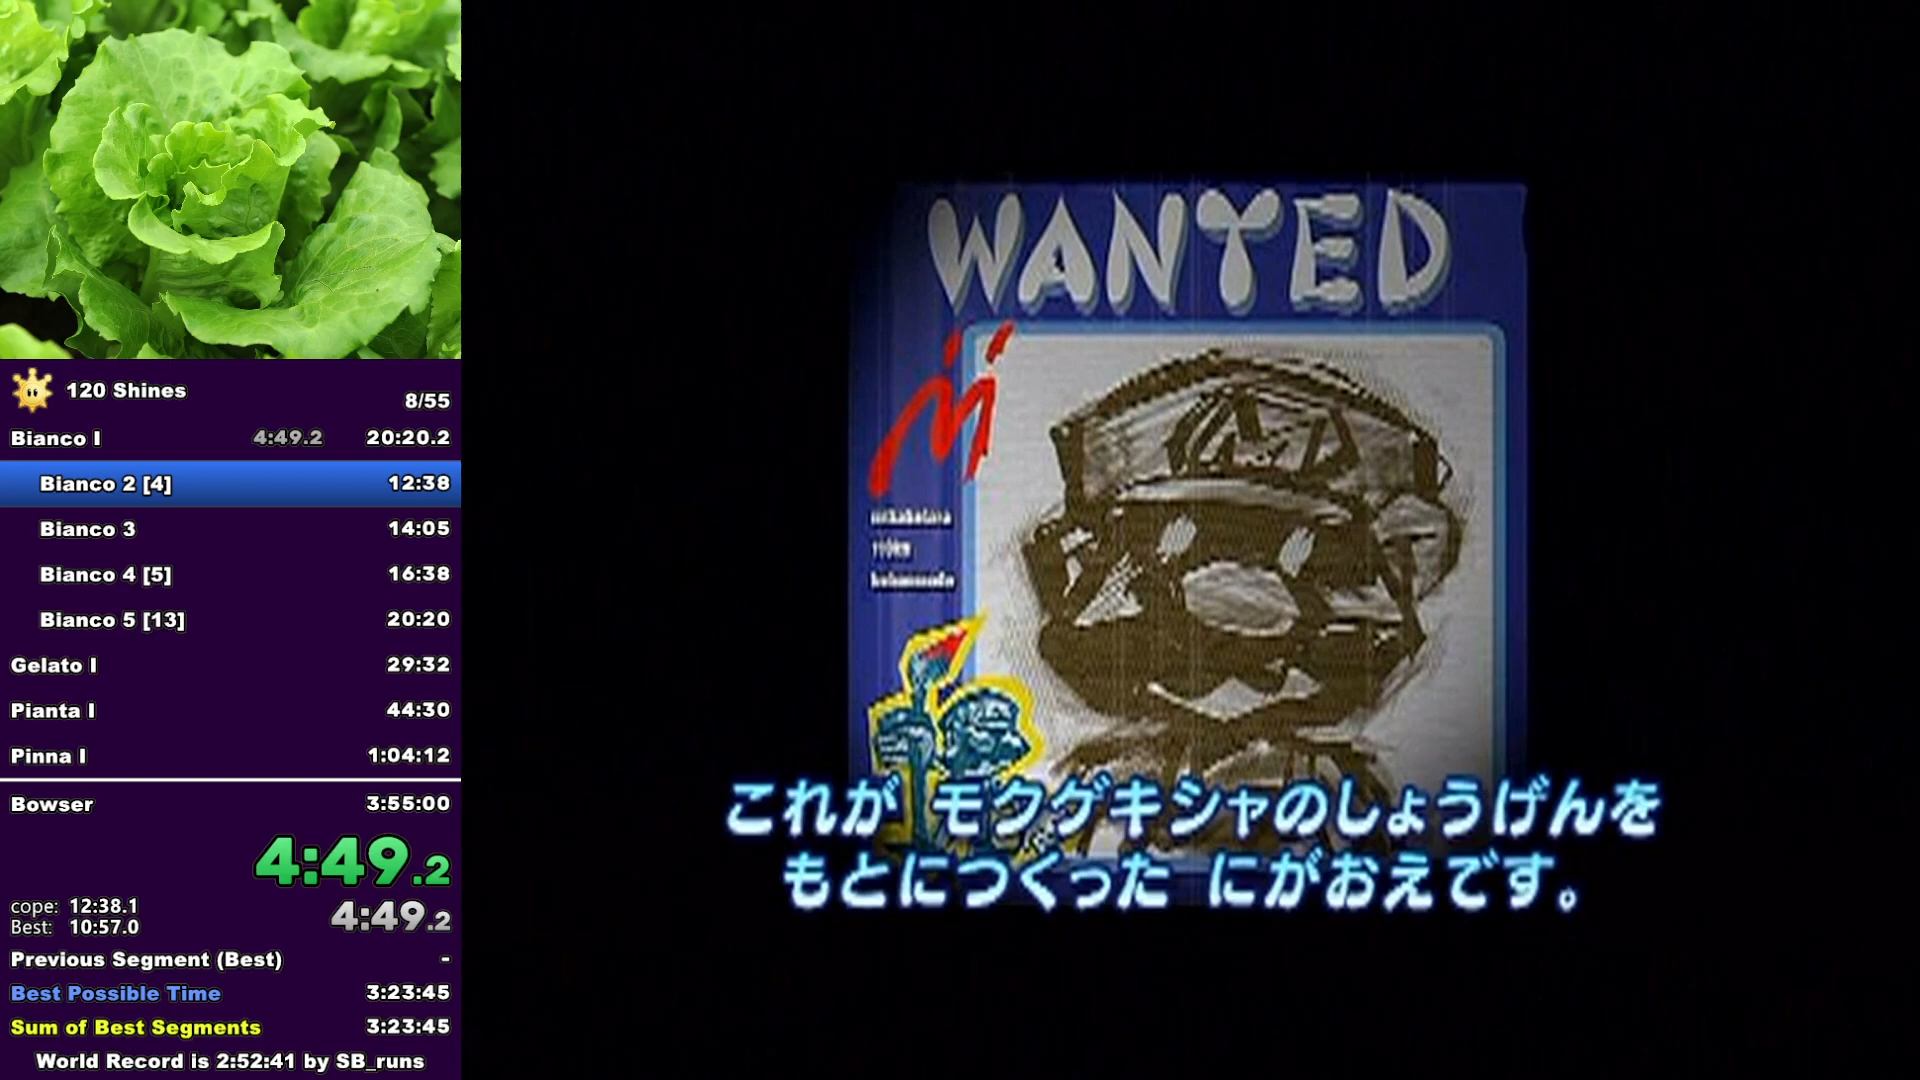 120 Shines
8/55
Bianco I 4:49.2 20:20.2
Bianco 2 [4] 12:38
Bianco 3 14:05
Bianco 4 [5] 16:38
Bianco 5 [13] 20:20
Gelato I 29:32
Pianta I 44:30
Pinna I 1:04:12
Bowser 3:55:00
4:49.2
cope: 12:38.1
Best: 10:57.0
4:49.2
Previous Segment (Best) -
Best Possible Time 3:23:45
Sum of Best Segments 3:23:45
World Record is 2:52:41 by SB_runs
WANTED
M
これが モクゲキシャのしょうげんを
もとにつくった にがおえです。